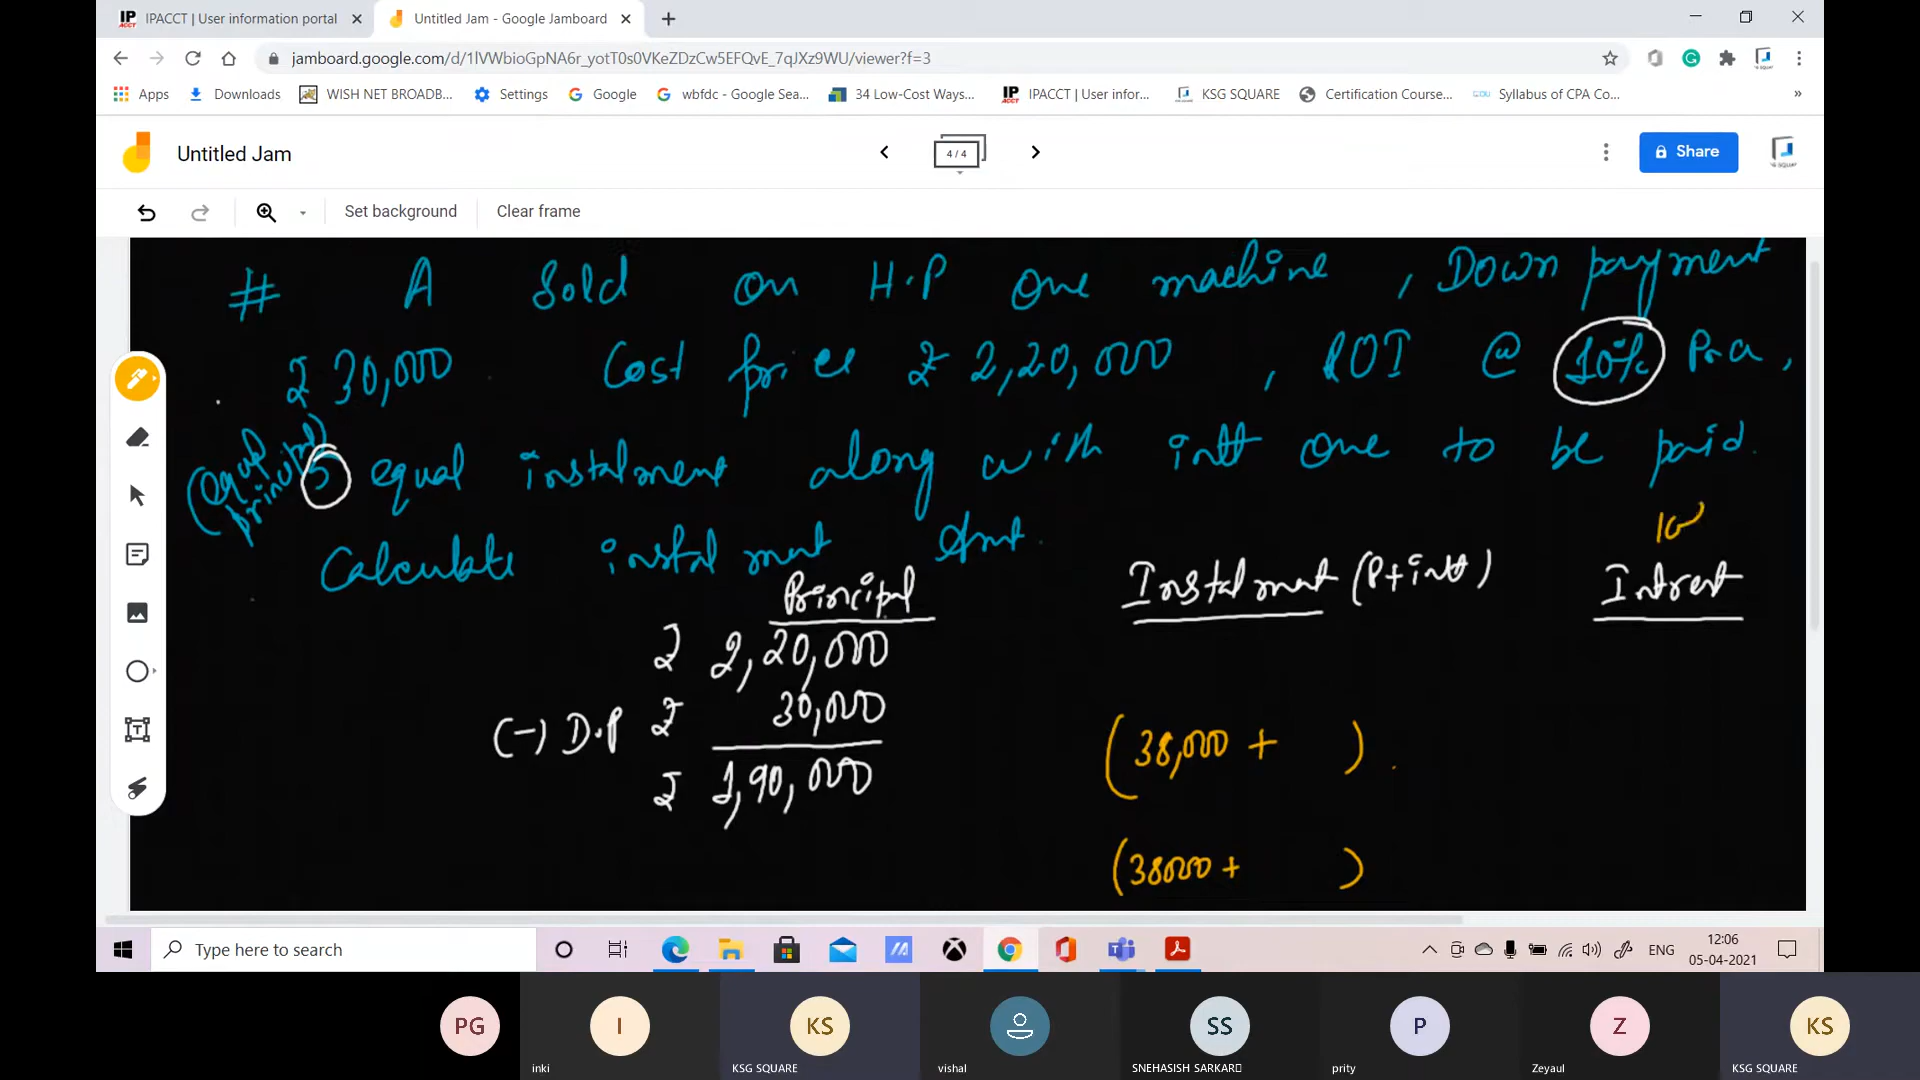 IPACCT | User information portal
Untitled Jam - Google Jamboard
jamboard.google.com/d/1lVWbioGpNA6r_yotT0s0VKeZDzCw5EFQvE_7qJXz9WU/viewer?f=3
Apps Downloads WISH NET BROADB... Settings Google wbfdc - Google Sea... 34 Low-Cost Ways... IPACCT | User infor... KSG SQUARE Certification Course... Syllabus of CPA Co... »
Untitled Jam
4 / 4
Share
Set background Clear frame
# A Sold on H.P One machine, Down payment
₹ 30,000 Cost price ₹ 2,20,000, ROI @ 10% P.a,
(equal principal) 5 equal instalment along with intt one to be paid.
Calculate instalment Amt.
10%
Principal Instalment (P+intt) Intrest
₹ 2,20,000
(-) D.P ₹ 30,000
(38,000 + )
₹ 1,90,000
(38000 + )
Type here to search
ENG
12:06
05-04-2021
PG I KS SS P Z KS
inki KSG SQUARE vishal SNEHASISH SARKAR prity Zeyaul KSG SQUARE